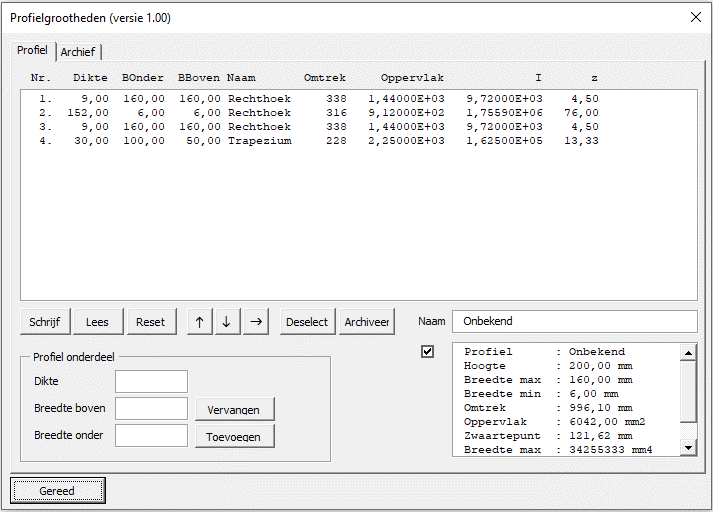 Profielgrootheden (versie 1.00)
Profiel Archief
Nr. Dikte BOnder BBoven Naam Omtrek Oppervlak I z
1. 9,00 160,00 160,00 Rechthoek 338 1,44000E+03 9,72000E+03 4,50
2. 152,00 6,00 6,00 Rechthoek 316 9,12000E+02 1,75590E+06 76,00
3. 9,00 160,00 160,00 Rechthoek 338 1,44000E+03 9,72000E+03 4,50
4. 30,00 100,00 50,00 Trapezium 228 2,25000E+03 1,62500E+05 13,33
Schrijf Lees Reset ↑ ↓ → Deselect Archiveer Naam Onbekend
Profiel onderdeel
Dikte
Breedte boven Vervangen
Breedte onder Toevoegen
Profiel : Onbekend
Hoogte : 200,00 mm
Breedte max : 160,00 mm
Breedte min : 6,00 mm
Omtrek : 996,10 mm
Oppervlak : 6042,00 mm2
Zwaartepunt : 121,62 mm
Breedte max : 34255333 mm4
Gereed